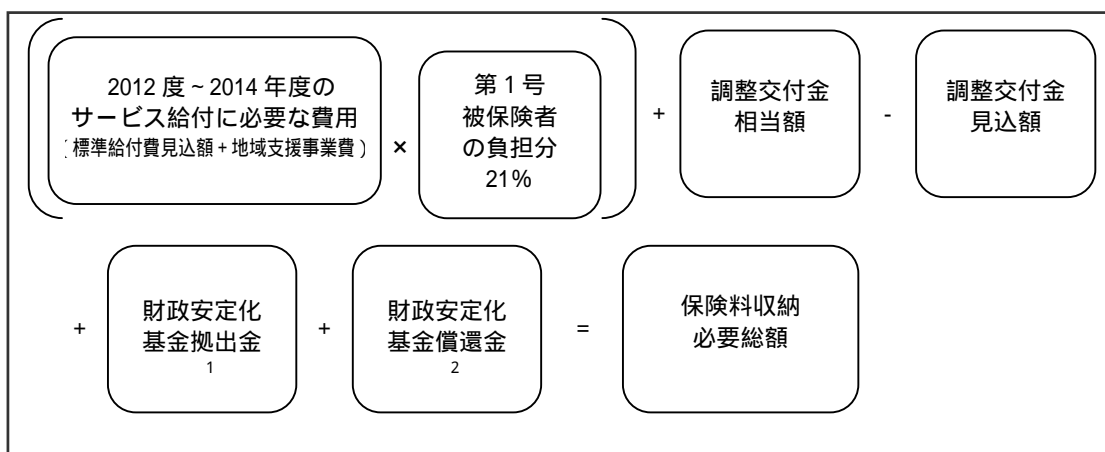 2012 度 ~ 2014 年度の
サービス給付に必要な費用
( 標準給付費見込額 + 地域支援事業費 )
×
第 1 号
被保険者
の負担分
21%
+
調整交付金
相当額
-
調整交付金
見込額
+
財政安定化
基金拠出金
1
+
財政安定化
基金償還金
2
=
保険料収納
必要総額